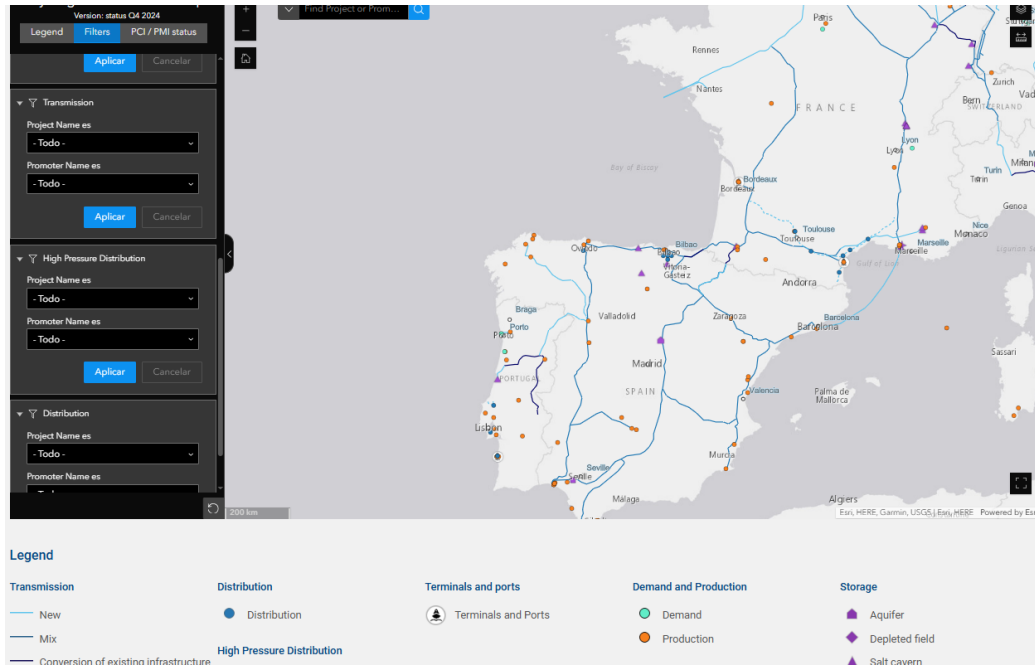 Version: status Q4 2024
Legend
Filters
PCI / PMI status
Aplicar
Cancelar
Transmission
Project Name es
- Todo -
Promoter Name es
- Todo -
Aplicar
Cancelar
High Pressure Distribution
Project Name es
- Todo -
Promoter Name es
- Todo -
Aplicar
Cancelar
Distribution
Project Name es
- Todo -
Promoter Name es
Find Project or Prom...
Paris
Rennes
Nantes
FRANCE
Zurich
Bern
SWITZERLAND
Lyon
Lyon
Turin
Turin
Genoa
Bay of Biscay
Bordeaux
Bordeaux
Toulouse
Toulouse
Nice
Monaco
Marseille
Marseille
Oviedo
Bilbao
Bilbao
Vitoria-
Gasteiz
Andorra
Braga
Porto
Porto
Valladolid
Zaragoza
Barcelona
Barcelona
Sassari
Madrid
PORTUGAL
SPAIN
Valencia
Palma de
Mallorca
Lisbon
Murcia
Seville
Seville
Málaga
Algiers
200 km
Esri, HERE, Garmin, USGS | Esri, HERE
Powered by Esri
Legend
Transmission
Distribution
Terminals and ports
Demand and Production
Storage
New
Distribution
Terminals and Ports
Demand
Aquifer
Mix
Production
Depleted field
High Pressure Distribution
Conversion of existing infrastructure
Salt cavern